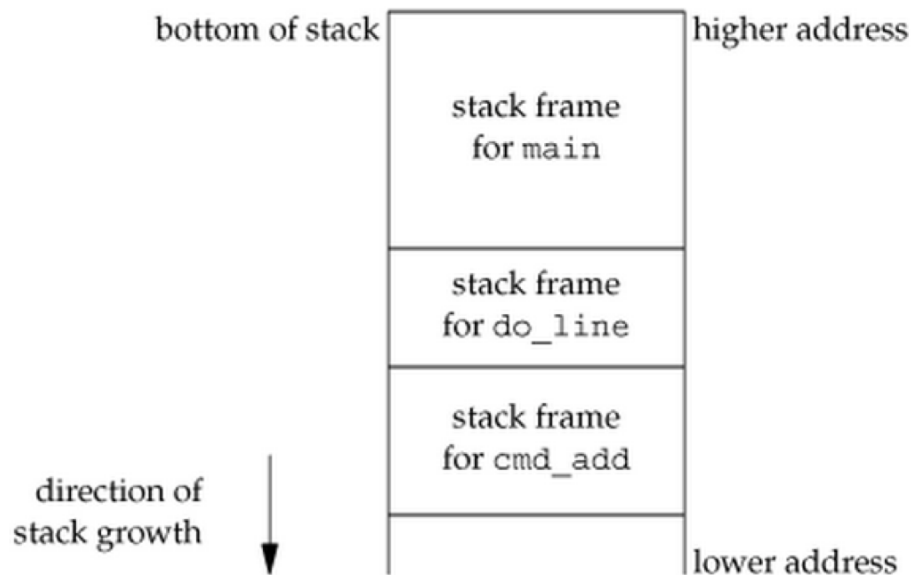 bottom of stack
higher address
stack frame
for main
stack frame
for do_line
stack frame
for cmd_add
direction of
stack growth
lower address